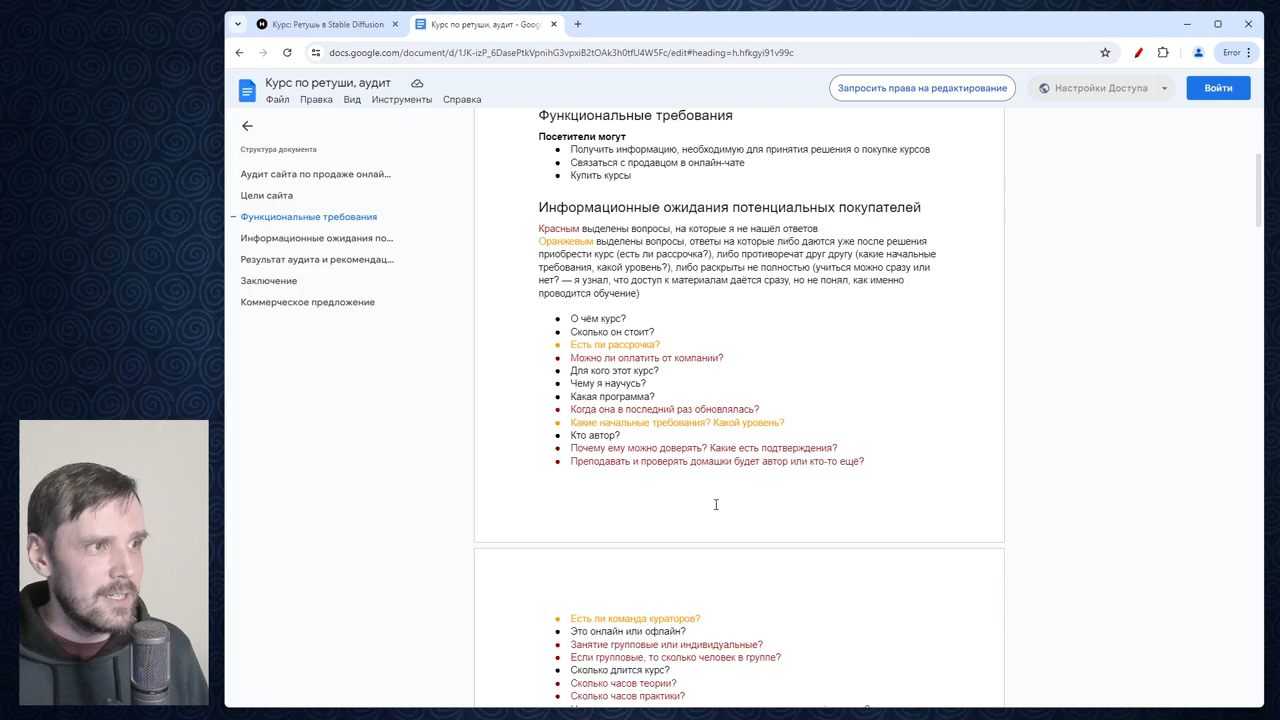 Курс: Ретушь в Stable Diffusion
Курс по ретуши, аудит - Goog
docs.google.com/document/d/1JK-izP_6DasePtkVpnihG3vpxiB2tOAk3h0tfU4W5Fc/edit#heading=h.hfkgyi91v99c
Error
Курс по ретуши, аудит
Файл Правка Вид Инструменты Справка
Запросить права на редактирование
Настройки Доступа
Войти
Структура документа
Аудит сайта по продаже онлай...
Цели сайта
Функциональные требования
Информационные ожидания по...
Результат аудита и рекомендац...
Заключение
Коммерческое предложение
Функциональные требования
Посетители могут
● Получить информацию, необходимую для принятия решения о покупке курсов
● Связаться с продавцом в онлайн-чате
● Купить курсы
Информационные ожидания потенциальных покупателей
Красным выделены вопросы, на которые я не нашёл ответов
Оранжевым выделены вопросы, ответы на которые либо даются уже после решения
приобрести курс (есть ли рассрочка?), либо противоречат друг другу (какие начальные
требования, какой уровень?), либо раскрыты не полностью (учиться можно сразу или
нет? — я узнал, что доступ к материалам даётся сразу, но не понял, как именно
проводится обучение)
● О чём курс?
● Сколько он стоит?
● Есть ли рассрочка?
● Можно ли оплатить от компании?
● Для кого этот курс?
● Чему я научусь?
● Какая программа?
● Когда она в последний раз обновлялась?
● Какие начальные требования? Какой уровень?
● Кто автор?
● Почему ему можно доверять? Какие есть подтверждения?
● Преподавать и проверять домашки будет автор или кто-то ещё?
● Есть ли команда кураторов?
● Это онлайн или офлайн?
● Занятие групповые или индивидуальные?
● Если групповые, то сколько человек в группе?
● Сколько длится курс?
● Сколько часов теории?
● Сколько часов практики?